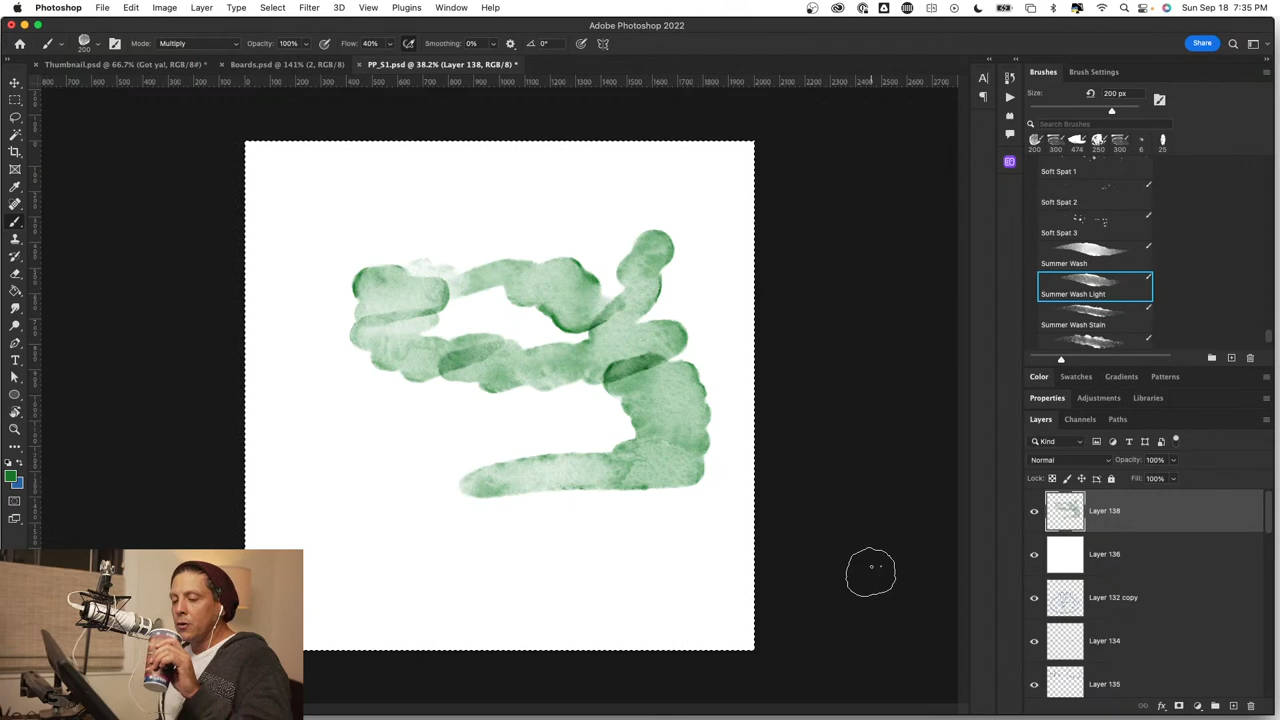 Photoshop File Edit Image Layer Type Select Filter 3D View Plugins Window Help Sun Sep 18 7:35 PM
Adobe Photoshop 2022
200 Mode: Multiply Opacity: 100% Flow: 40% Smoothing: 0% 0° Share
Thumbnail.psd @ 66.7% (Got ya!, RGB/8#) * Boards.psd @ 141% (2, RGB/8) PP_S1.psd @ 38.2% (Layer 138, RGB/8) *
800 700 600 500 400 300 200 100 0 100 200 300 400 500 600 700 800 900 1000 1100 1200 1300 1400 1500 1600 1700 1800 1900 2000 2100 2200 2300 2400 2500 2600 2700
Brushes Brush Settings
Size: 200 px
Search Brushes
200 300 474 250 300 6 25
Soft Spat 1
Soft Spat 2
Soft Spat 3
Summer Wash
Summer Wash Light
Summer Wash Stain
Color Swatches Gradients Patterns
Properties Adjustments Libraries
Layers Channels Paths
Kind
Normal Opacity: 100%
Lock: Fill: 100%
Layer 138
Layer 136
Layer 132 copy
Layer 134
Layer 135